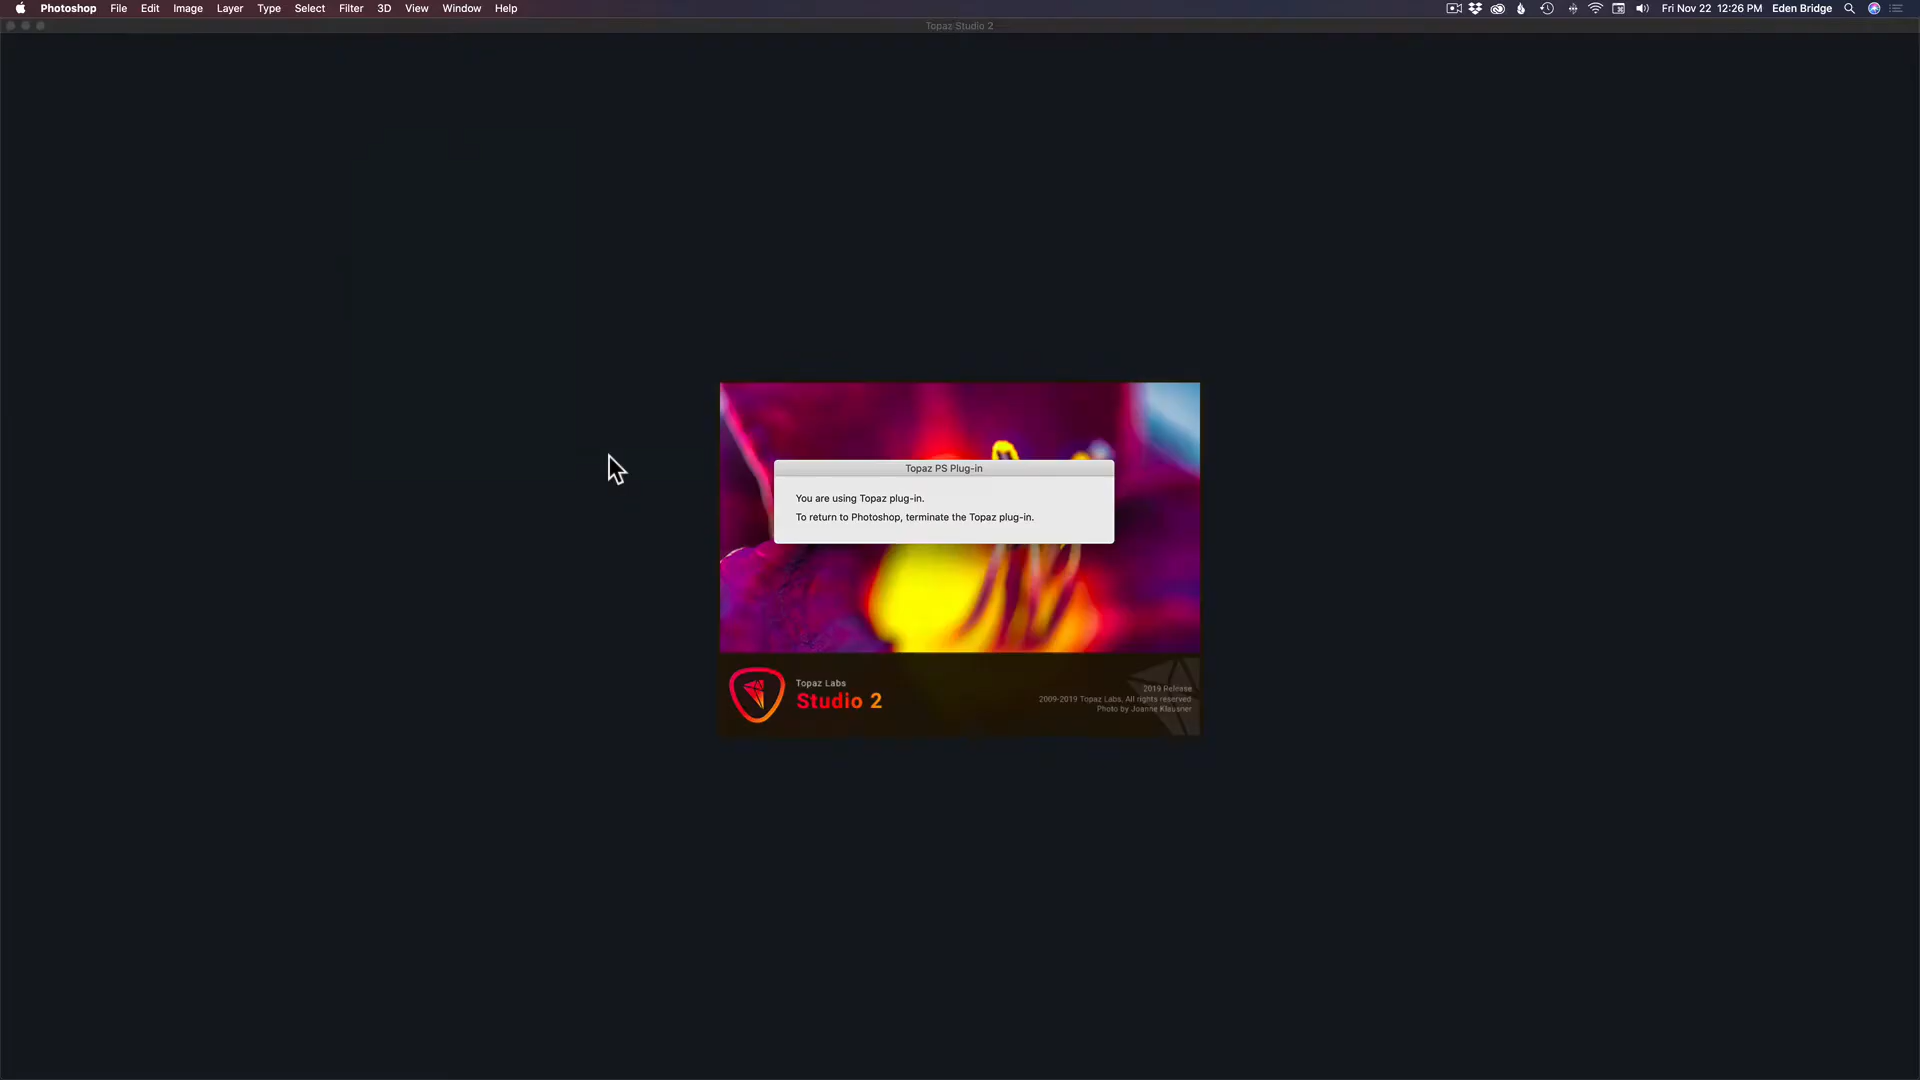 Photoshop File Edit Image Layer Type Select Filter 3D View Window Help Fri Nov 22 12:26 PM Eden Bridge
Topaz Studio 2
Topaz PS Plug-in
You are using Topaz plug-in.
To return to Photoshop, terminate the Topaz plug-in.
Topaz Labs
Studio 2
2019 Release
2009-2019 Topaz Labs, All rights reserved
Photo by Joanne Klausner